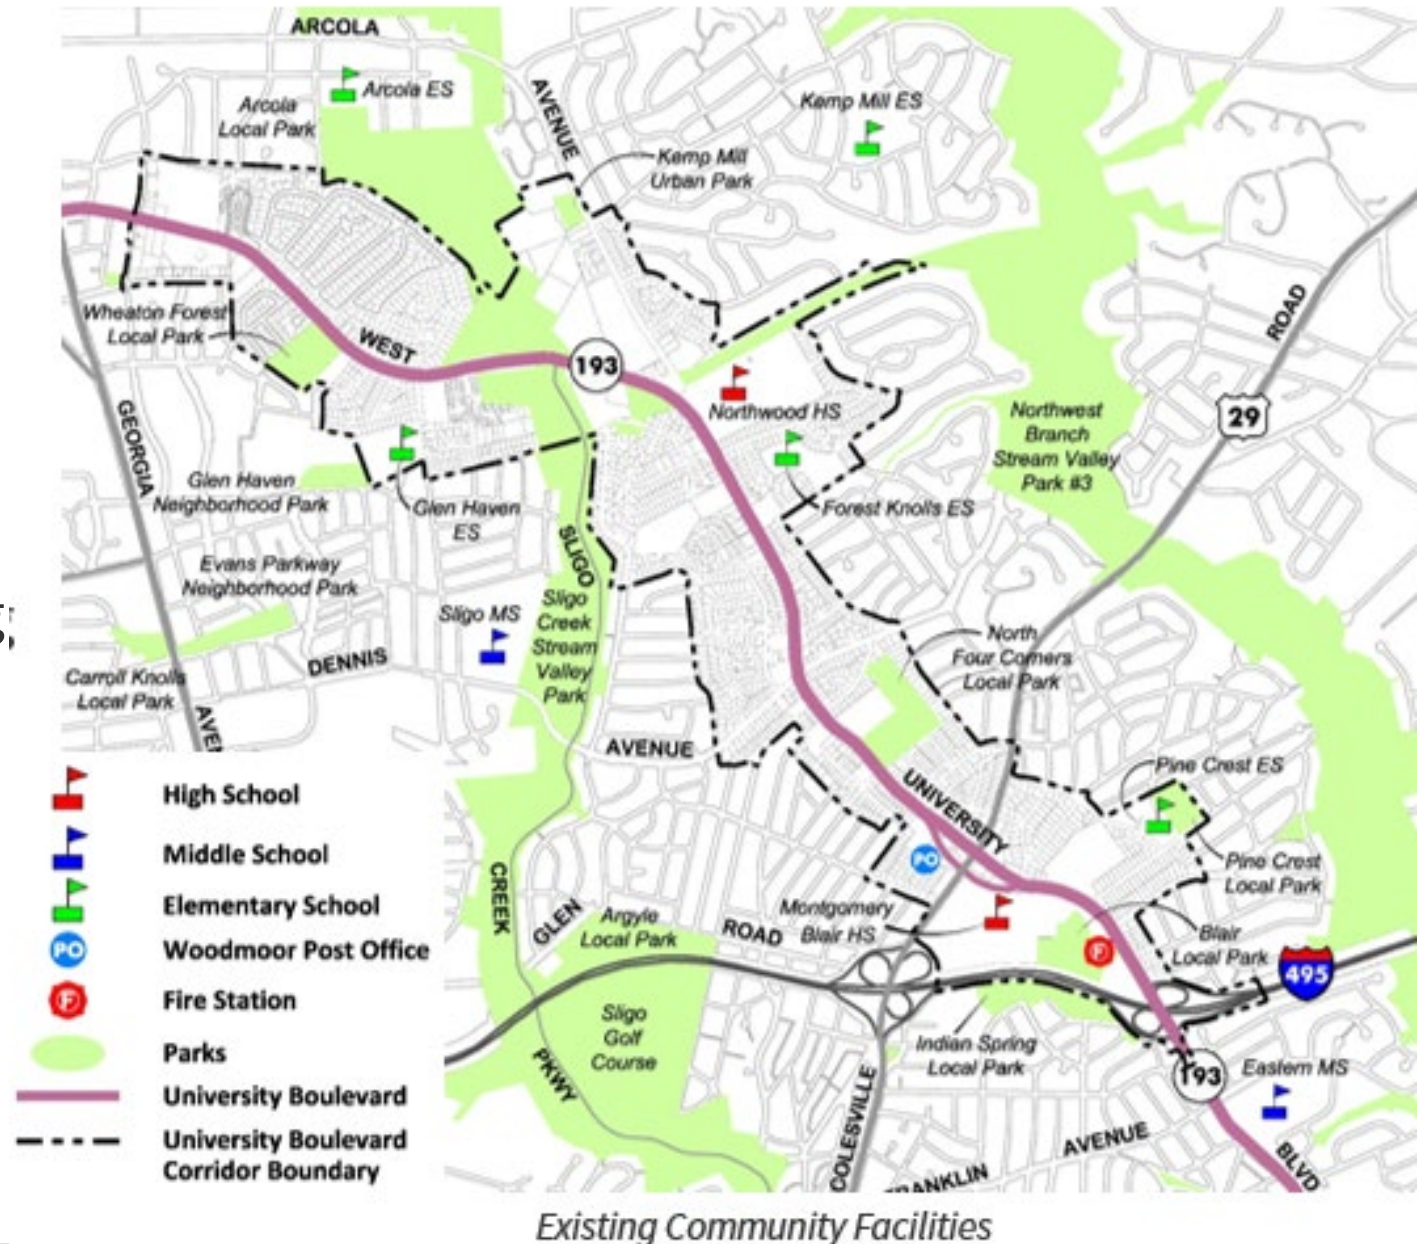 ARCOLA
Arcola ES
Arcola
Local Park
AVENUE
Kemp Mill ES
Kemp Mill
Urban Park
Wheaton Forest
Local Park
WEST
193
ROAD
29
GEORGIA
Northwood HS
Northwest
Branch
Stream Valley
Park #3
Glen Haven
Neighborhood Park
Glen Haven
ES
Forest Knolls ES
SLIGO
Evans Parkway
Neighborhood Park
Sligo MS
Sligo
Creek
Stream
Valley
Park
North
Four Corners
Local Park
DENNIS
Carroll Knolls
Local Park
AVE
AVENUE
Pine Crest ES
UNIVERSITY
High School
Middle School
Elementary School
PO
Woodmoor Post Office
F
Fire Station
Parks
University Boulevard
University Boulevard
Corridor Boundary
PO
Pine Crest
Local Park
CREEK
GLEN
Argyle
Local Park
ROAD
Montgomery
Blair HS
Blair
Local Park
F
495
Sligo
Golf
Course
Indian Spring
Local Park
PKWY
193
Eastern MS
COLESVILLE
AVENUE
RANKLIN
BLVD
Existing Community Facilities